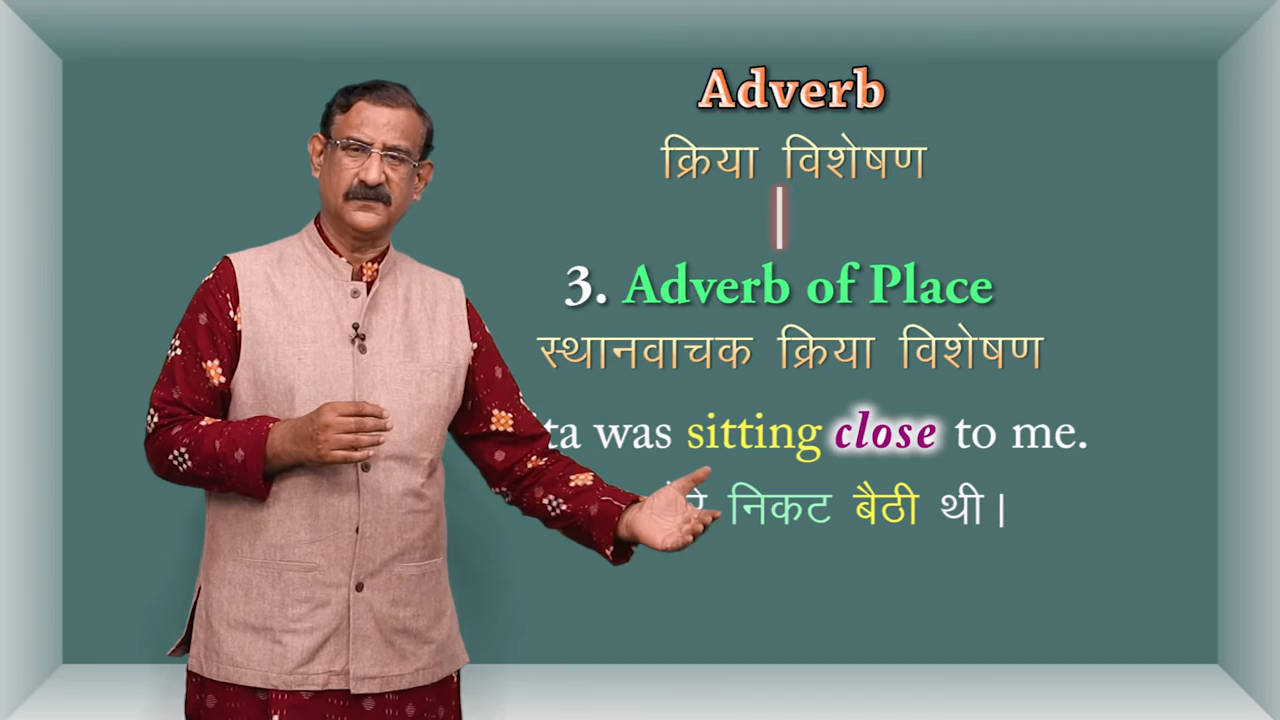 Adverb
क्रिया विशेषण
3. Adverb of Place
स्थानवाचक क्रिया विशेषण
was sitting close to me.
निकट बैठी थी |